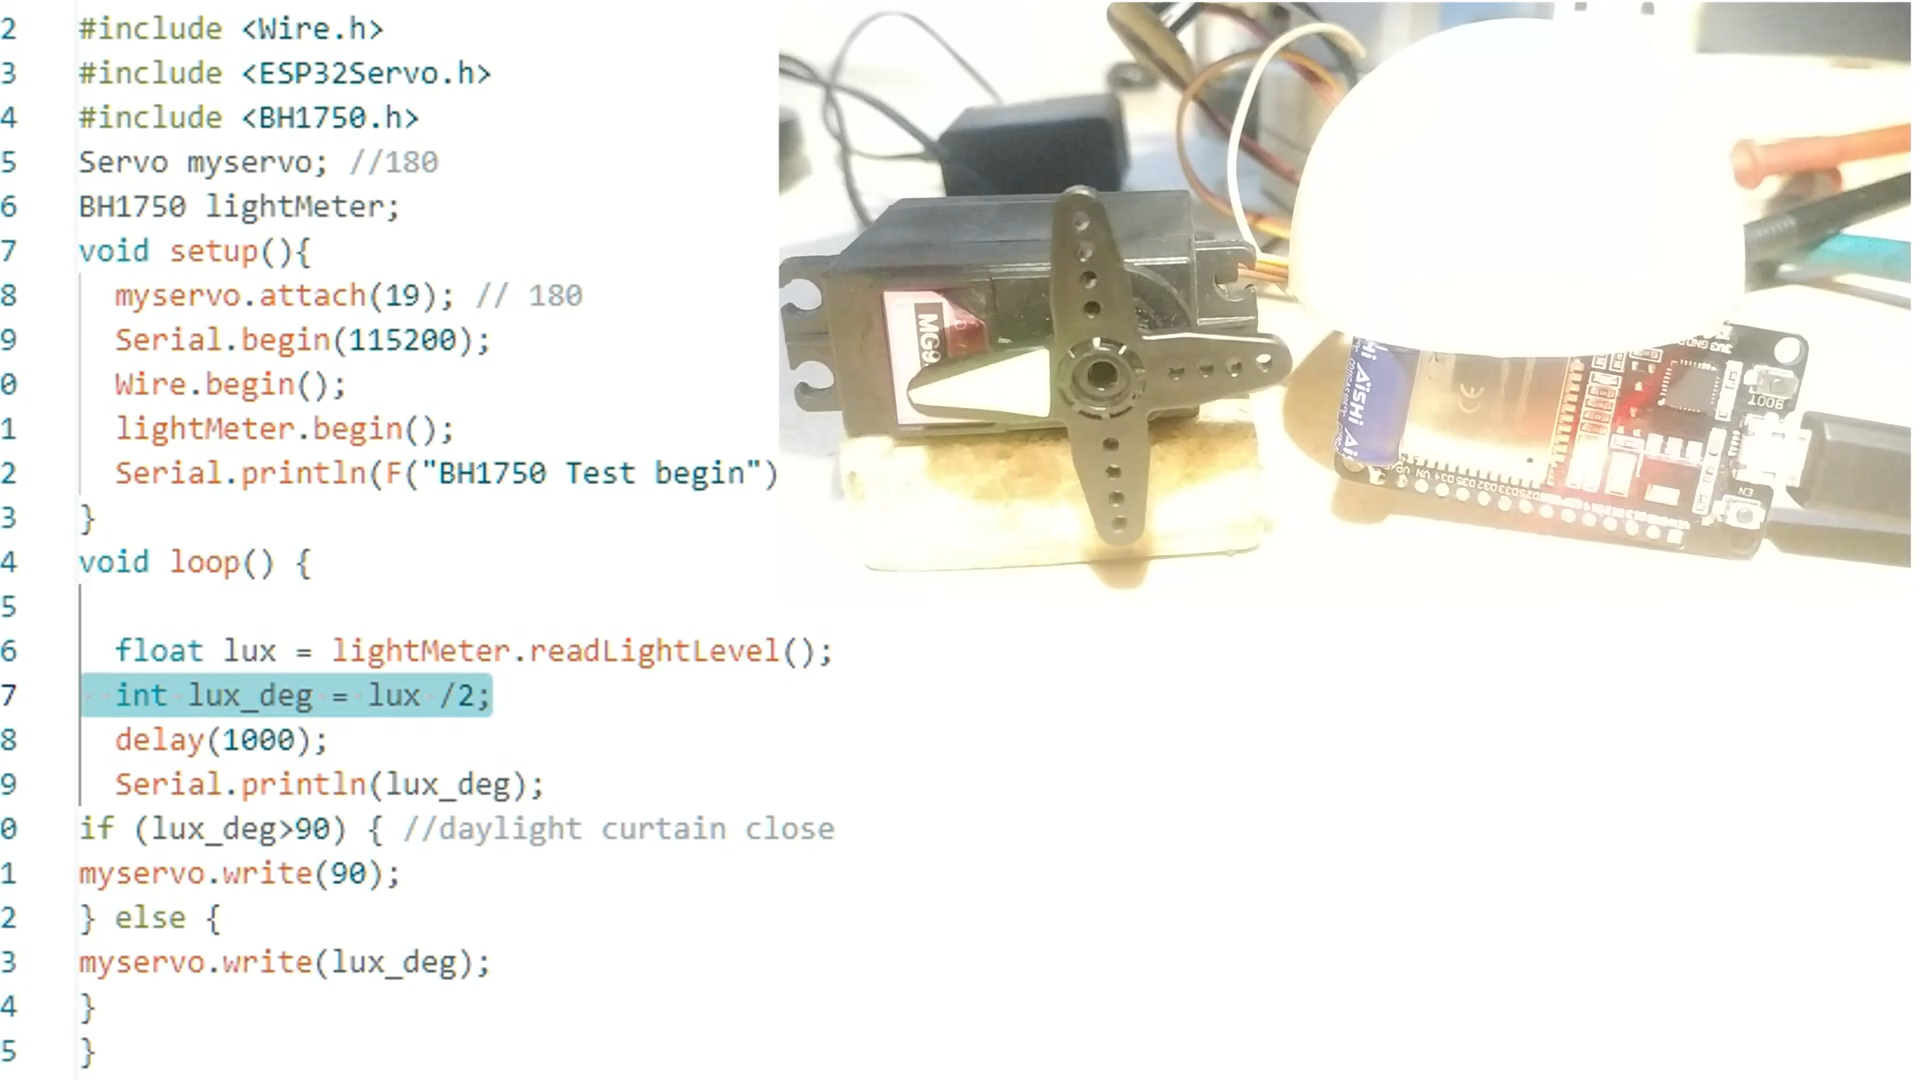 2 #include <Wire.h>
3 #include <ESP32Servo.h>
4 #include <BH1750.h>
5 Servo myservo; //180
6 BH1750 lightMeter;
7 void setup(){
8 myservo.attach(19); // 180
9 Serial.begin(115200);
0 Wire.begin();
1 lightMeter.begin();
2 Serial.println(F("BH1750 Test begin")
3 }
4 void loop() {
5
6 float lux = lightMeter.readLightLevel();
7 int lux_deg = lux /2;
8 delay(1000);
9 Serial.println(lux_deg);
0 if (lux_deg>90) { //daylight curtain close
1 myservo.write(90);
2 } else {
3 myservo.write(lux_deg);
4 }
5 }
MG9
AiSHi
CE
BOOT
EN